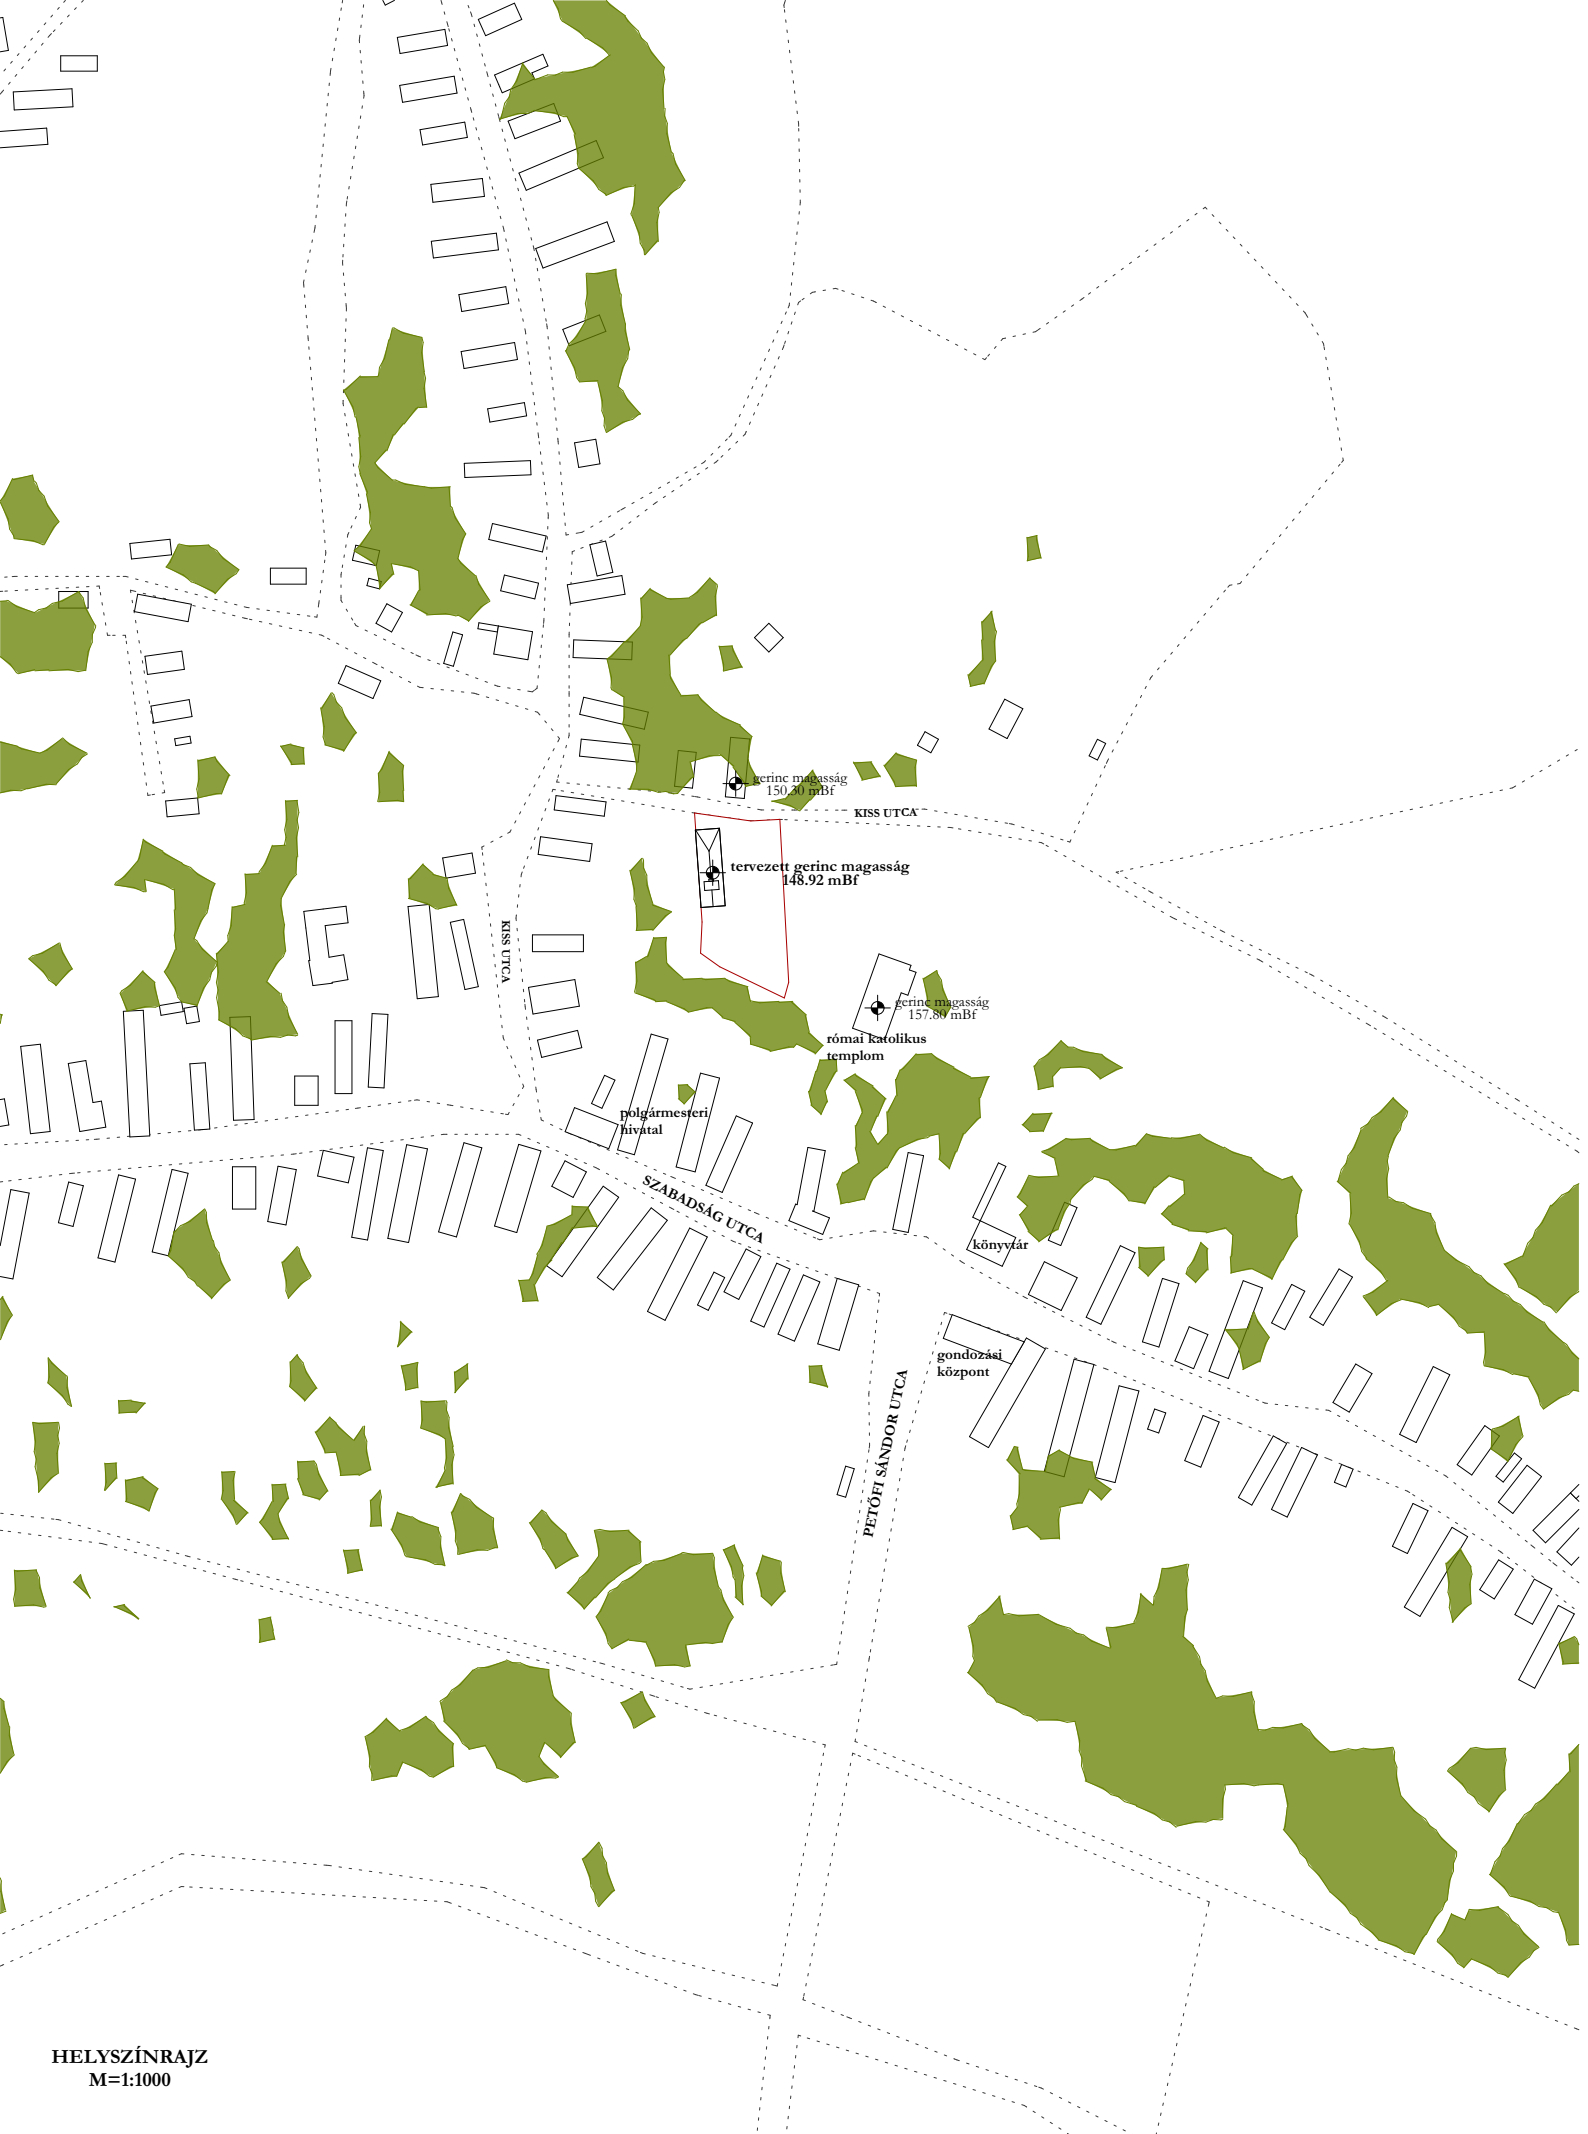 gerinc magasság
150.30 mBf
KISS UTCA
tervezett gerinc magasság
148.92 mBf
KISS UTCA
gerinc magasság
157.80 mBf
római katolikus
templom
polgármesteri
hivatal
SZABADSÁG UTCA
könyvtár
gondozási
központ
PETŐFI SÁNDOR UTCA
HELYSZÍNRAJZ
M=1:1000